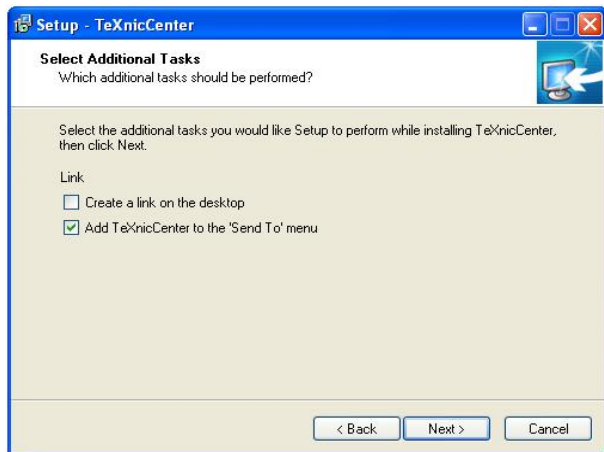 Setup - TeXnicCenter
Select Additional Tasks
Which additional tasks should be performed?
Select the additional tasks you would like Setup to perform while installing TeXnicCenter,
then click Next.
Link
Create a link on the desktop
Add TeXnicCenter to the 'Send To' menu
< Back
Next >
Cancel